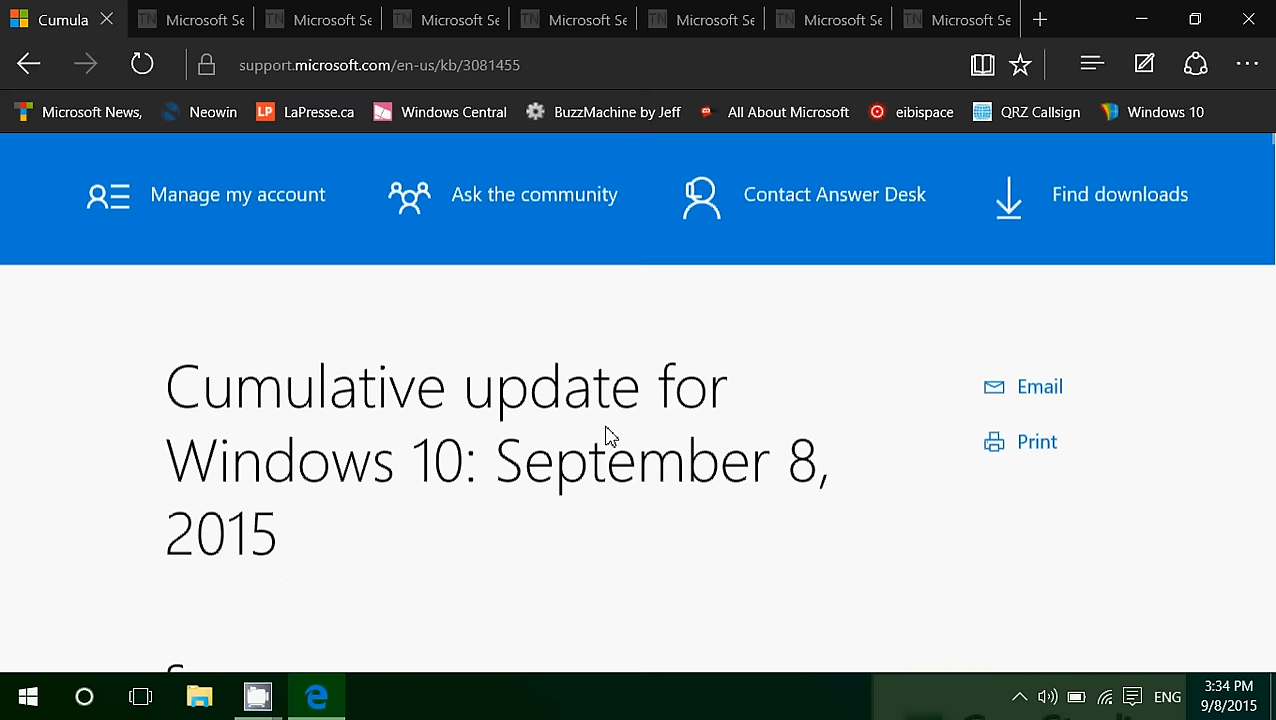 Cumula
Microsoft Se
Microsoft Se
Microsoft Se
Microsoft Se
Microsoft Se
Microsoft Se
Microsoft Se
support.microsoft.com/en-us/kb/3081455
Microsoft News,
Neowin
LP
LaPresse.ca
Windows Central
BuzzMachine by Jeff
All About Microsoft
eibispace
QRZ Callsign
Windows 10
Manage my account
Ask the community
Contact Answer Desk
Find downloads
Cumulative update for
Windows 10: September 8,
2015
Email
Print
ENG
3:34 PM
9/8/2015